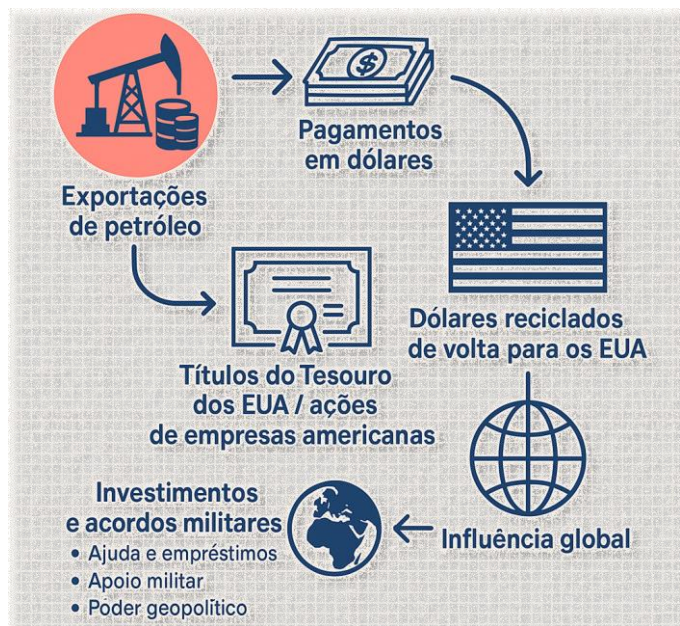 $
Pagamentos
em dólares
Exportações
de petróleo
Dólares reciclados
de volta para os EUA
Títulos do Tesouro
dos EUA / ações
de empresas americanas
Influência global
Investimentos
e acordos militares
• Ajuda e empréstimos
• Apoio militar
• Poder geopolítico